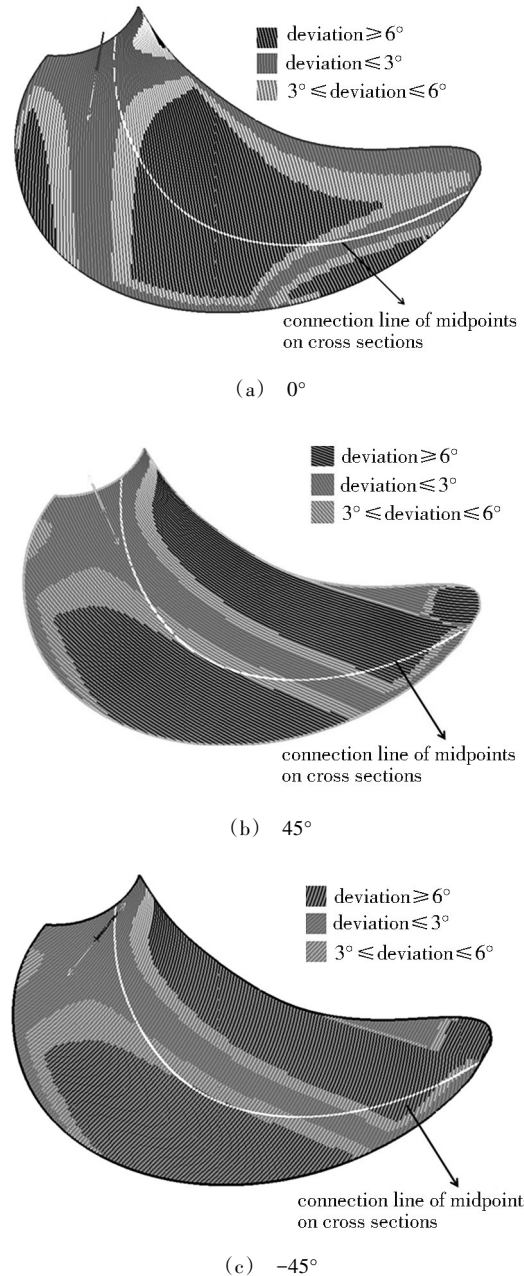 deviation≥6°
deviation≤3°
3°≤deviation≤6°
connection line of midpoints
on cross sections
(a) 0°
deviation≥6°
deviation≤3°
3°≤deviation≤6°
connection line of midpoints
on cross sections
(b) 45°
deviation≥6°
deviation≤3°
3°≤deviation≤6°
connection line of midpoint
on cross sections
(c) −45°